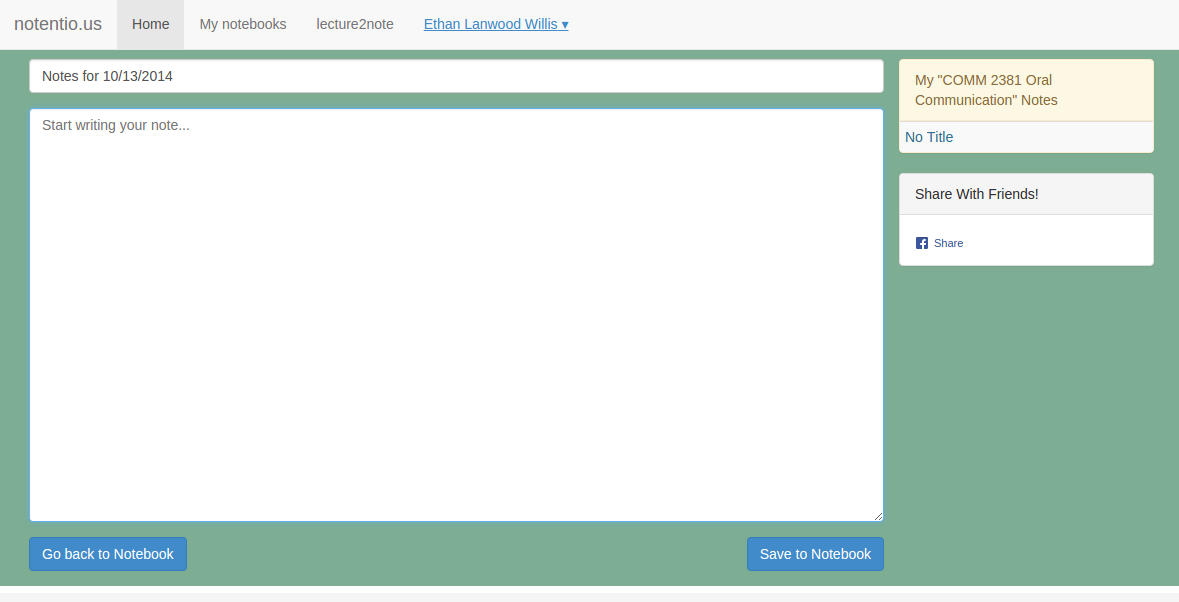 notentio.us Home My notebooks lecture2note Ethan Lanwood Willis ▾
Notes for 10/13/2014
Start writing your note...
Go back to Notebook
Save to Notebook
My "COMM 2381 Oral
Communication" Notes
No Title
Share With Friends!
Share